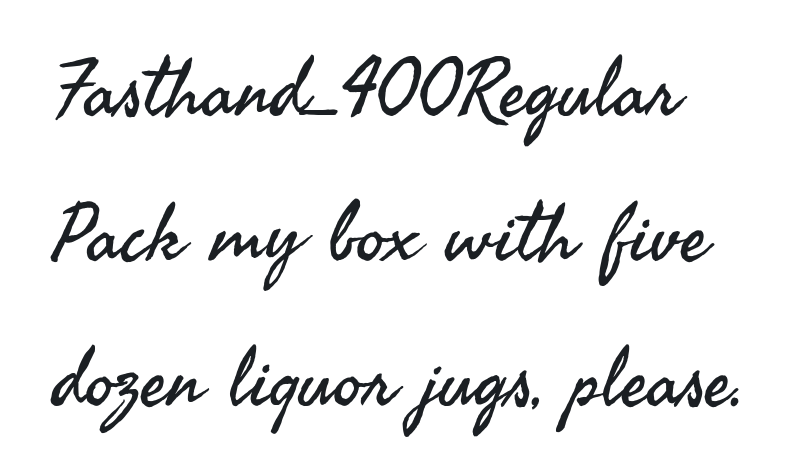 Fasthand_400Regular
Pack my box with five
dozen liquor jugs, please.